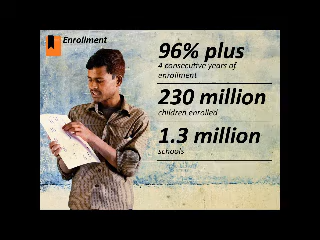 Enrollment
96% plus
4 consecutive years of
enrollment
230 million
children enrolled
1.3 million
schools